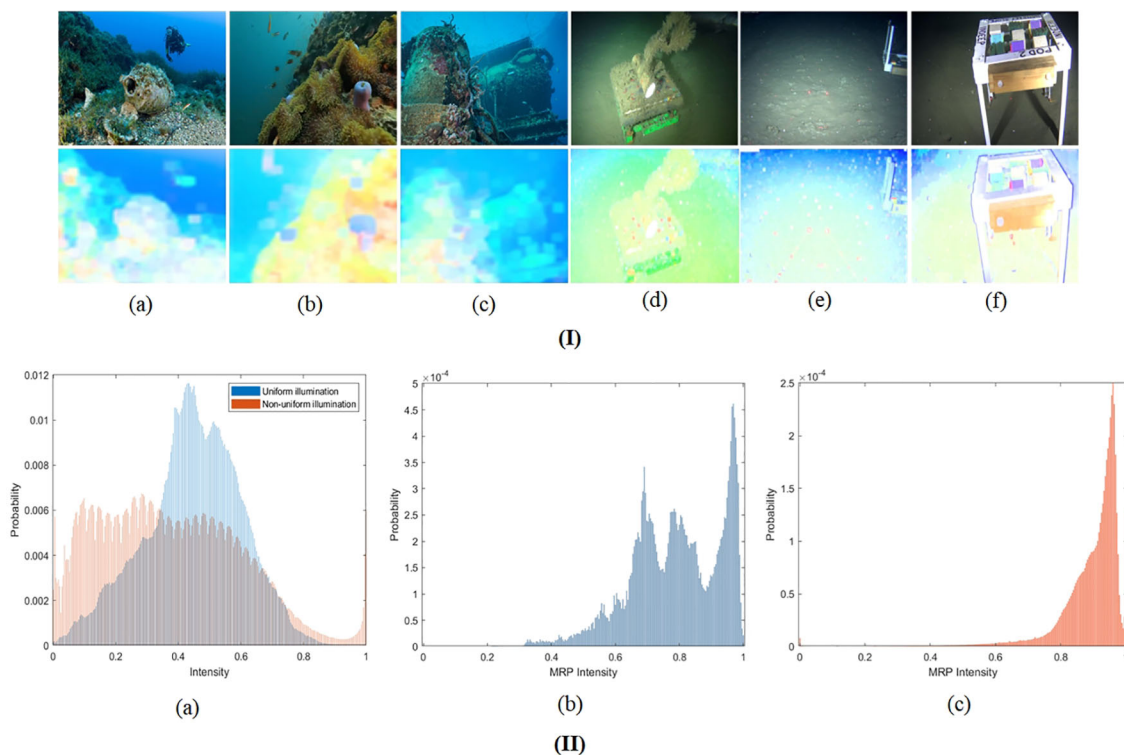 POD 2
(a) (b) (c) (d) (e) (f)
(I)
0.012
0.01
0.008
0.006
0.004
0.002
0
Probability
Uniform illumination
Non-uniform illumination
0 0.2 0.4 0.6 0.8 1
Intensity
(a)
×10⁻⁴
5
4.5
4
3.5
3
2.5
2
1.5
1
0.5
0
Probability
0 0.2 0.4 0.6 0.8 1
MRP Intensity
(b)
×10⁻⁴
2.5
2
1.5
1
0.5
0
Probability
0 0.2 0.4 0.6 0.8
MRP Intensity
(c)
(II)